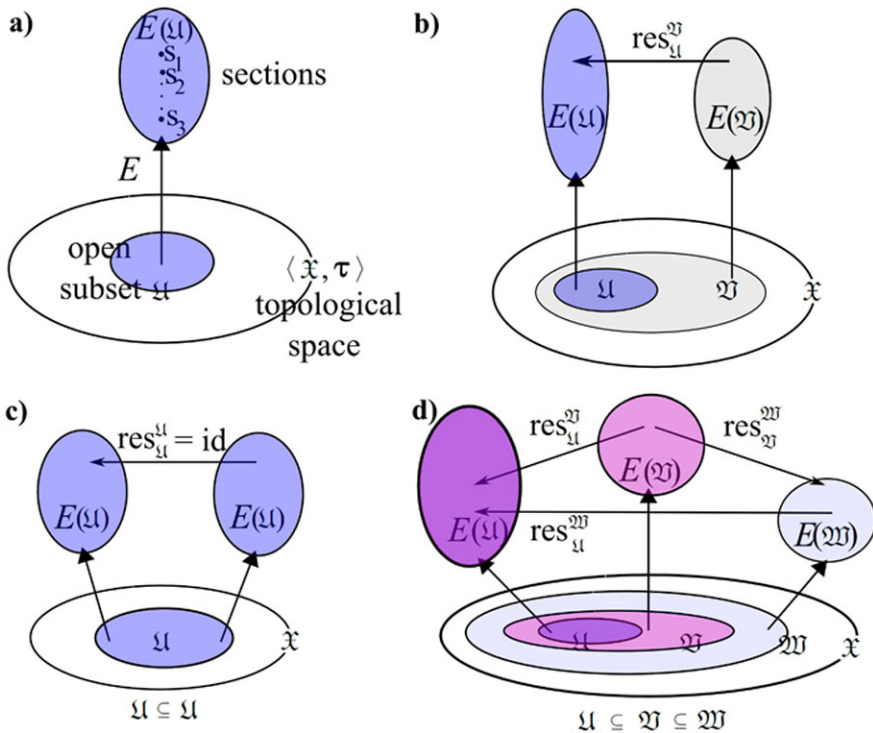 a)
E(𝔘)
s₁
s₂
s₃
sections
E
open
subset 𝔘
⟨𝔛, τ⟩
topological
space
b)
res^𝔙_𝔘
E(𝔘)
E(𝔙)
𝔘
𝔙
𝔛
c)
res^𝔘_𝔘 = id
E(𝔘)
E(𝔘)
𝔘
𝔛
𝔘 ⊆ 𝔘
d)
res^𝔙_𝔘
res^𝔚_𝔙
E(𝔙)
E(𝔘)
res^𝔚_𝔘
E(𝔚)
𝔘
𝔙
𝔚
𝔛
𝔘 ⊆ 𝔙 ⊆ 𝔚